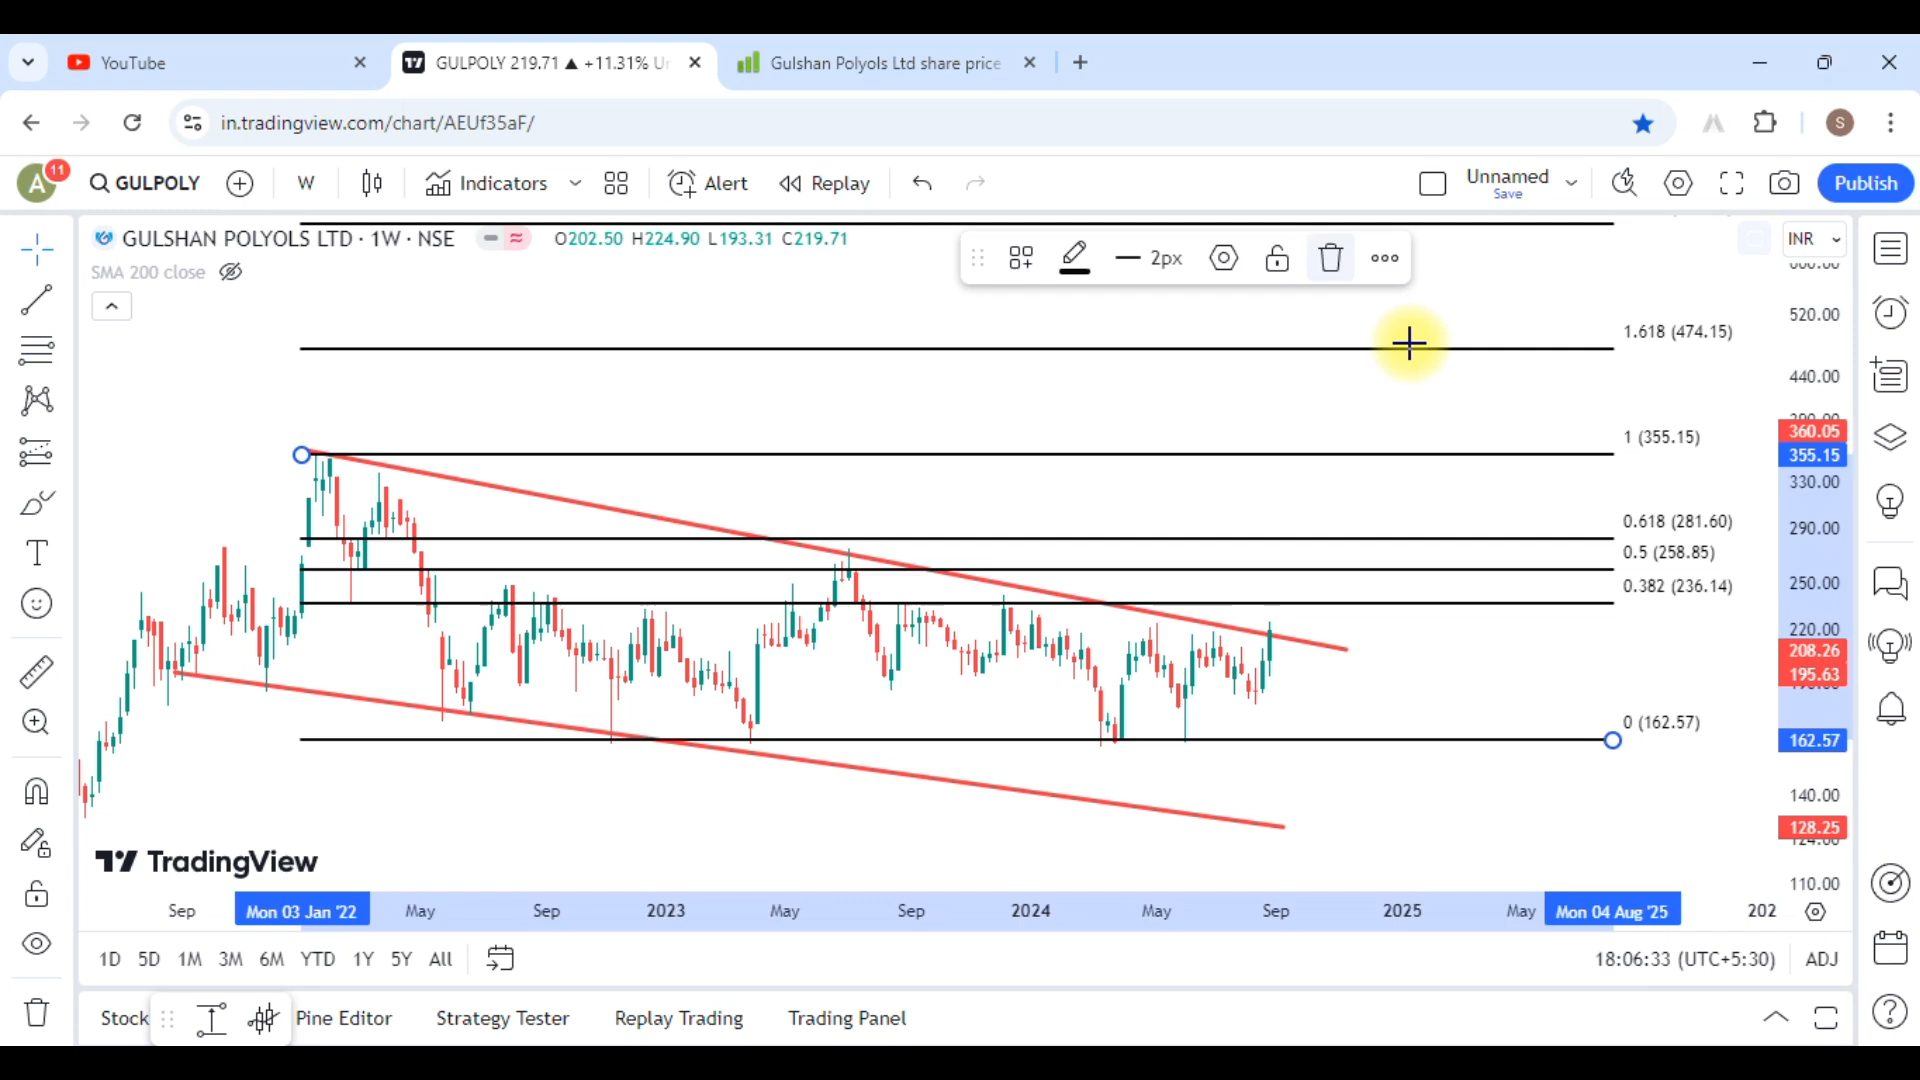 YouTube
GULPOLY 219.71 ▲ +11.31% Un
Gulshan Polyols Ltd share price
in.tradingview.com/chart/AEUf35aF/
S
A
11
GULPOLY
W
Indicators
Alert
Replay
Unnamed
Save
Publish
GULSHAN POLYOLS LTD · 1W · NSE
O202.50 H224.90 L193.31 C219.71
SMA 200 close
2px
INR
520.00
440.00
360.05
355.15
330.00
290.00
250.00
220.00
208.26
195.63
162.57
140.00
128.25
110.00
1.618 (474.15)
1 (355.15)
0.618 (281.60)
0.5 (258.85)
0.382 (236.14)
0 (162.57)
TradingView
Sep
Mon 03 Jan '22
May
Sep
2023
May
Sep
2024
May
Sep
2025
May
Mon 04 Aug '25
202
1D 5D 1M 3M 6M YTD 1Y 5Y All
18:06:33 (UTC+5:30)
ADJ
Stock
Pine Editor
Strategy Tester
Replay Trading
Trading Panel